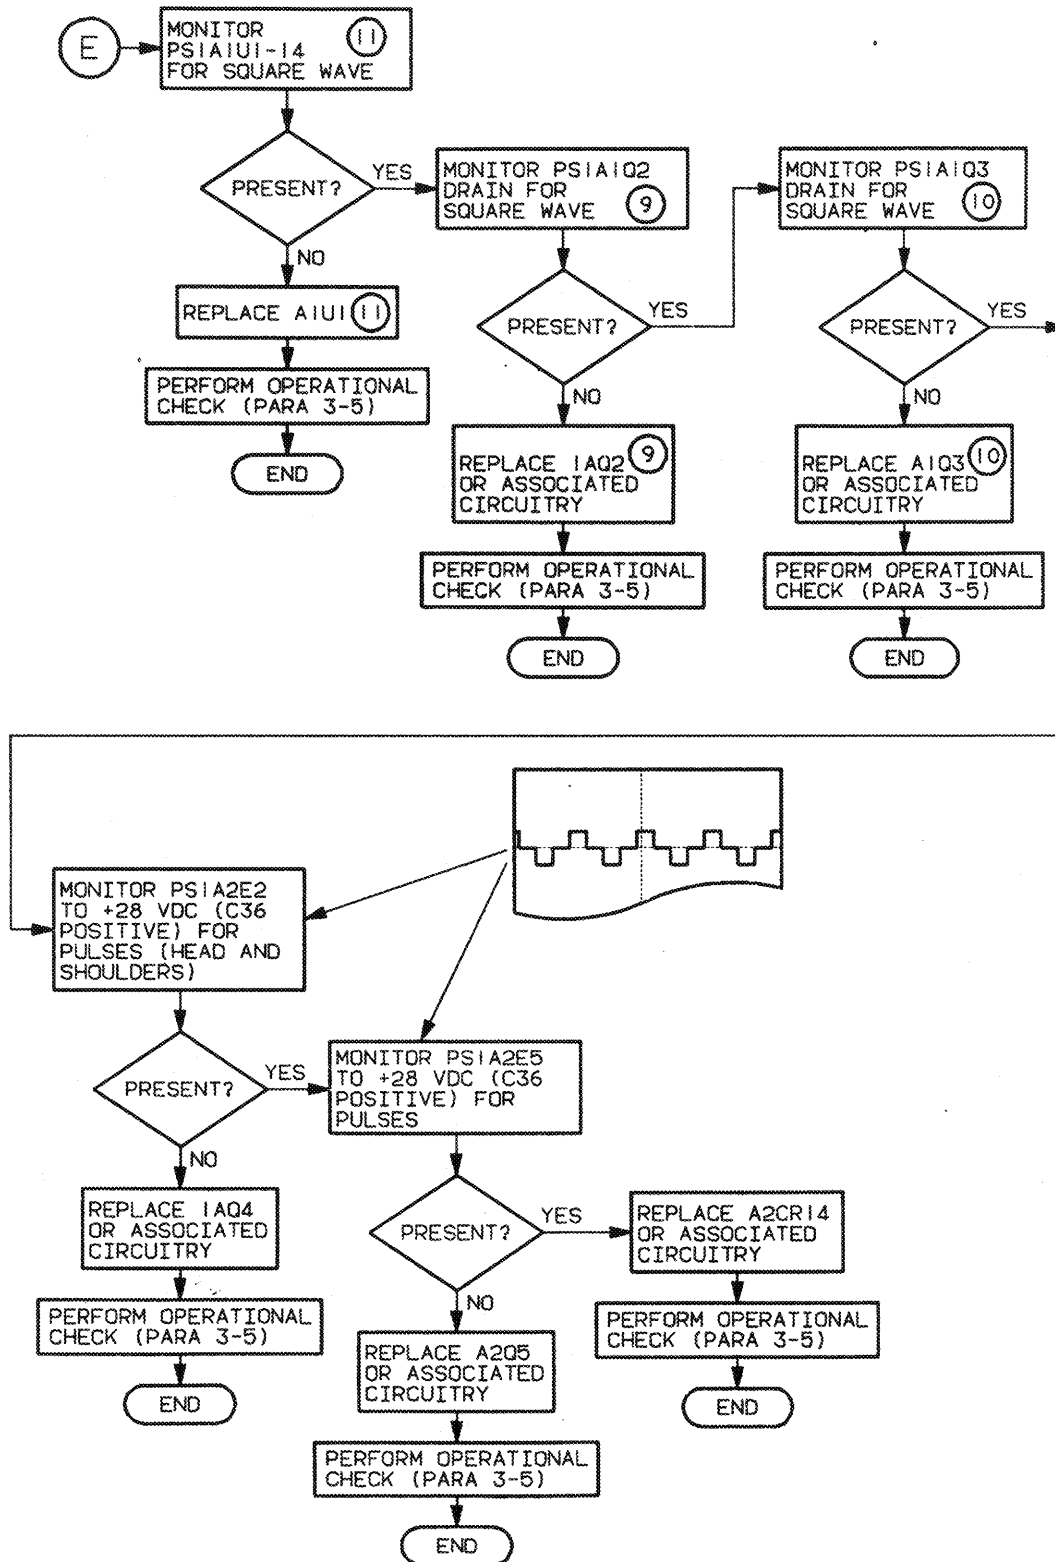 E
MONITOR
PS1A1U1-14
FOR SQUARE WAVE
11
PRESENT?
YES
NO
REPLACE A1U1 11
PERFORM OPERATIONAL
CHECK (PARA 3-5)
END
MONITOR PS1A1Q2
DRAIN FOR
SQUARE WAVE 9
PRESENT?
YES
NO
REPLACE 1AQ2 9
OR ASSOCIATED
CIRCUITRY
PERFORM OPERATIONAL
CHECK (PARA 3-5)
END
MONITOR PS1A1Q3
DRAIN FOR
SQUARE WAVE 10
PRESENT?
YES
NO
REPLACE A1Q3 10
OR ASSOCIATED
CIRCUITRY
PERFORM OPERATIONAL
CHECK (PARA 3-5)
END
MONITOR PS1A2E2
TO +28 VDC (C36
POSITIVE) FOR
PULSES (HEAD AND
SHOULDERS)
PRESENT?
YES
NO
REPLACE 1AQ4
OR ASSOCIATED
CIRCUITRY
PERFORM OPERATIONAL
CHECK (PARA 3-5)
END
MONITOR PS1A2E5
TO +28 VDC (C36
POSITIVE) FOR
PULSES
PRESENT?
YES
NO
REPLACE A2Q5
OR ASSOCIATED
CIRCUITRY
PERFORM OPERATIONAL
CHECK (PARA 3-5)
END
REPLACE A2CR14
OR ASSOCIATED
CIRCUITRY
PERFORM OPERATIONAL
CHECK (PARA 3-5)
END